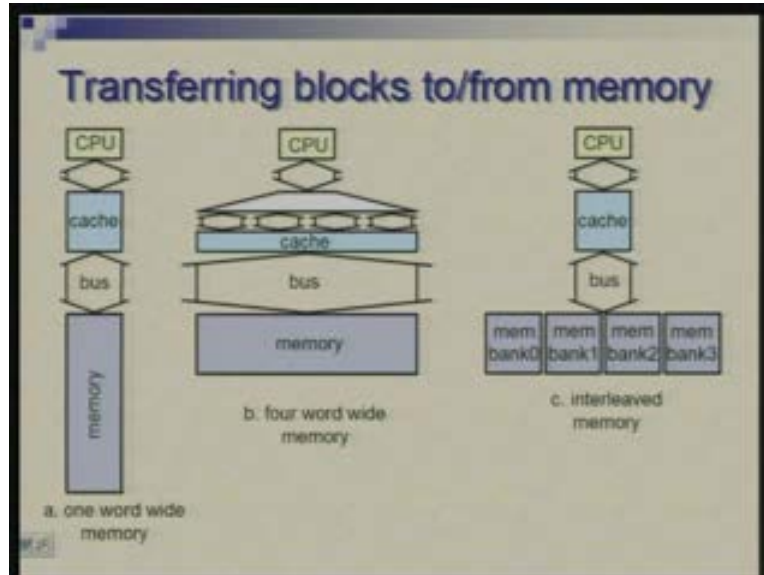 Transferring blocks to/from memory
CPU
cache
bus
memory
a. one word wide
memory
CPU
cache
bus
memory
b. four word wide
memory
CPU
cache
bus
mem
bank0
mem
bank1
mem
bank2
mem
bank3
c. interleaved
memory